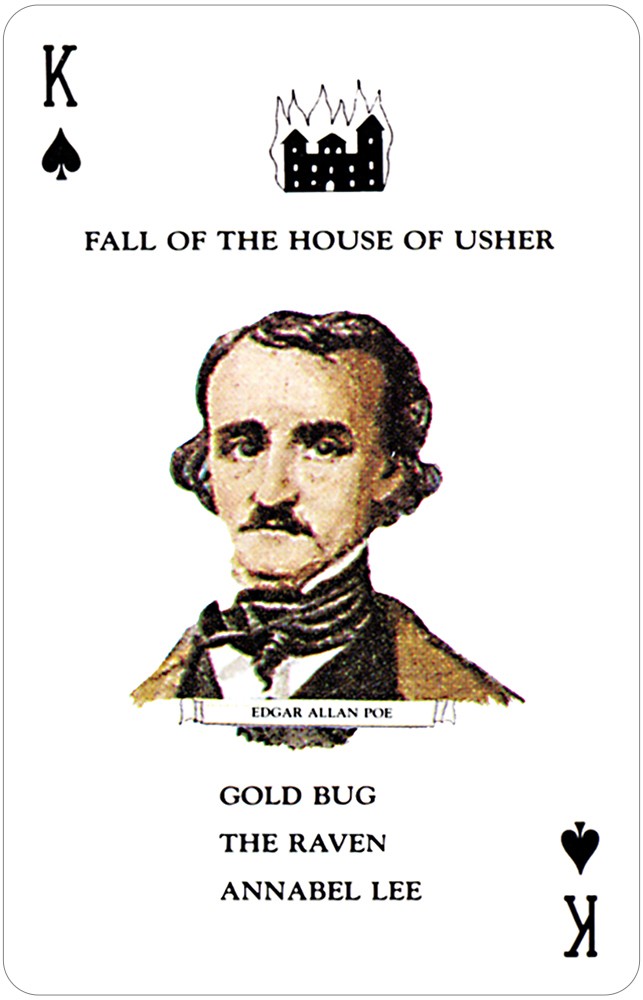 K
FALL OF THE HOUSE OF USHER
EDGAR ALLAN POE
GOLD BUG
THE RAVEN
ANNABEL LEE
K